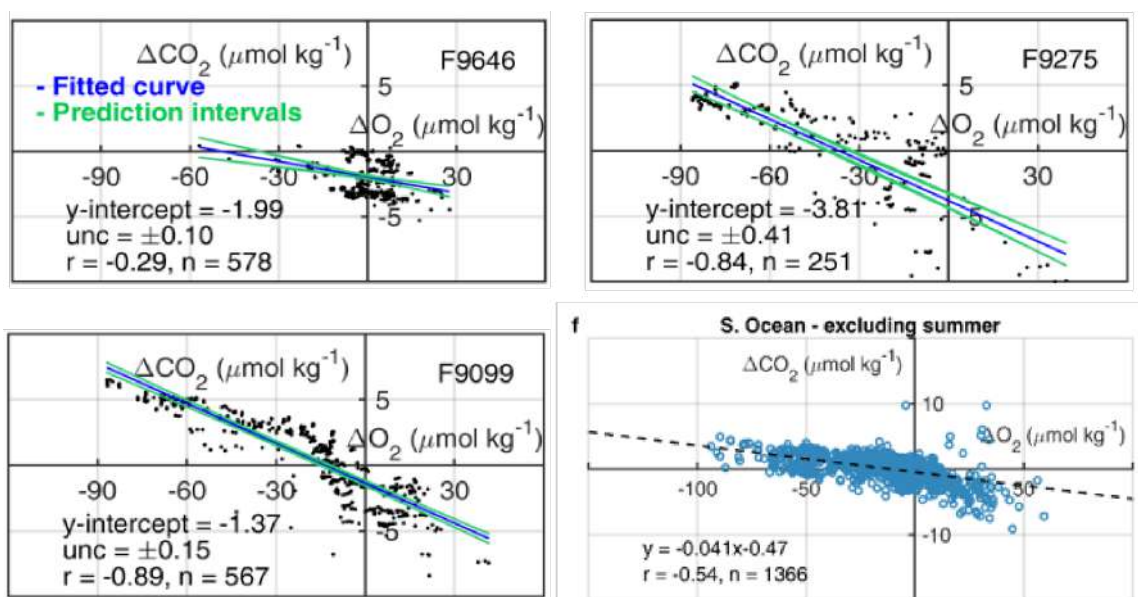 ΔCO2 (μmol kg-1)
F9646
- Fitted curve
- Prediction intervals
5
ΔO2 (μmol kg-1)
-90 -60 -30 30
-5
y-intercept = -1.99
unc = ±0.10
r = -0.29, n = 578
ΔCO2 (μmol kg-1)
F9275
5
ΔO2 (μmol kg-1)
-90 -60 -30 30
-5
y-intercept = -3.81
unc = ±0.41
r = -0.84, n = 251
ΔCO2 (μmol kg-1)
F9099
5
ΔO2 (μmol kg-1)
-90 -60 -30 30
-5
y-intercept = -1.37
unc = ±0.15
r = -0.89, n = 567
f
S. Ocean - excluding summer
ΔCO2 (μmol kg-1)
10
ΔO2 (μmol kg-1)
-100 -50 50
-10
y = -0.041x-0.47
r = -0.54, n = 1366